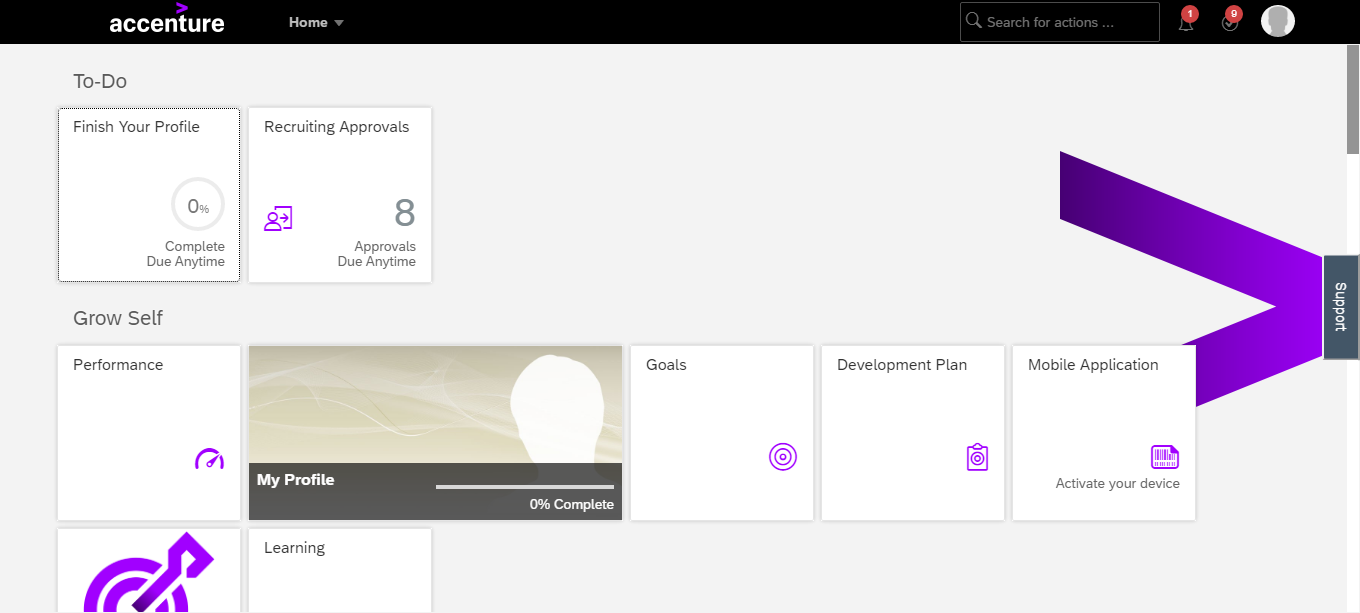 accenture
Home
Search for actions ...
1
9
To-Do
Finish Your Profile
0%
Complete
Due Anytime
Recruiting Approvals
8
Approvals
Due Anytime
Support
Grow Self
Performance
My Profile
0% Complete
Goals
Development Plan
Mobile Application
Activate your device
Learning